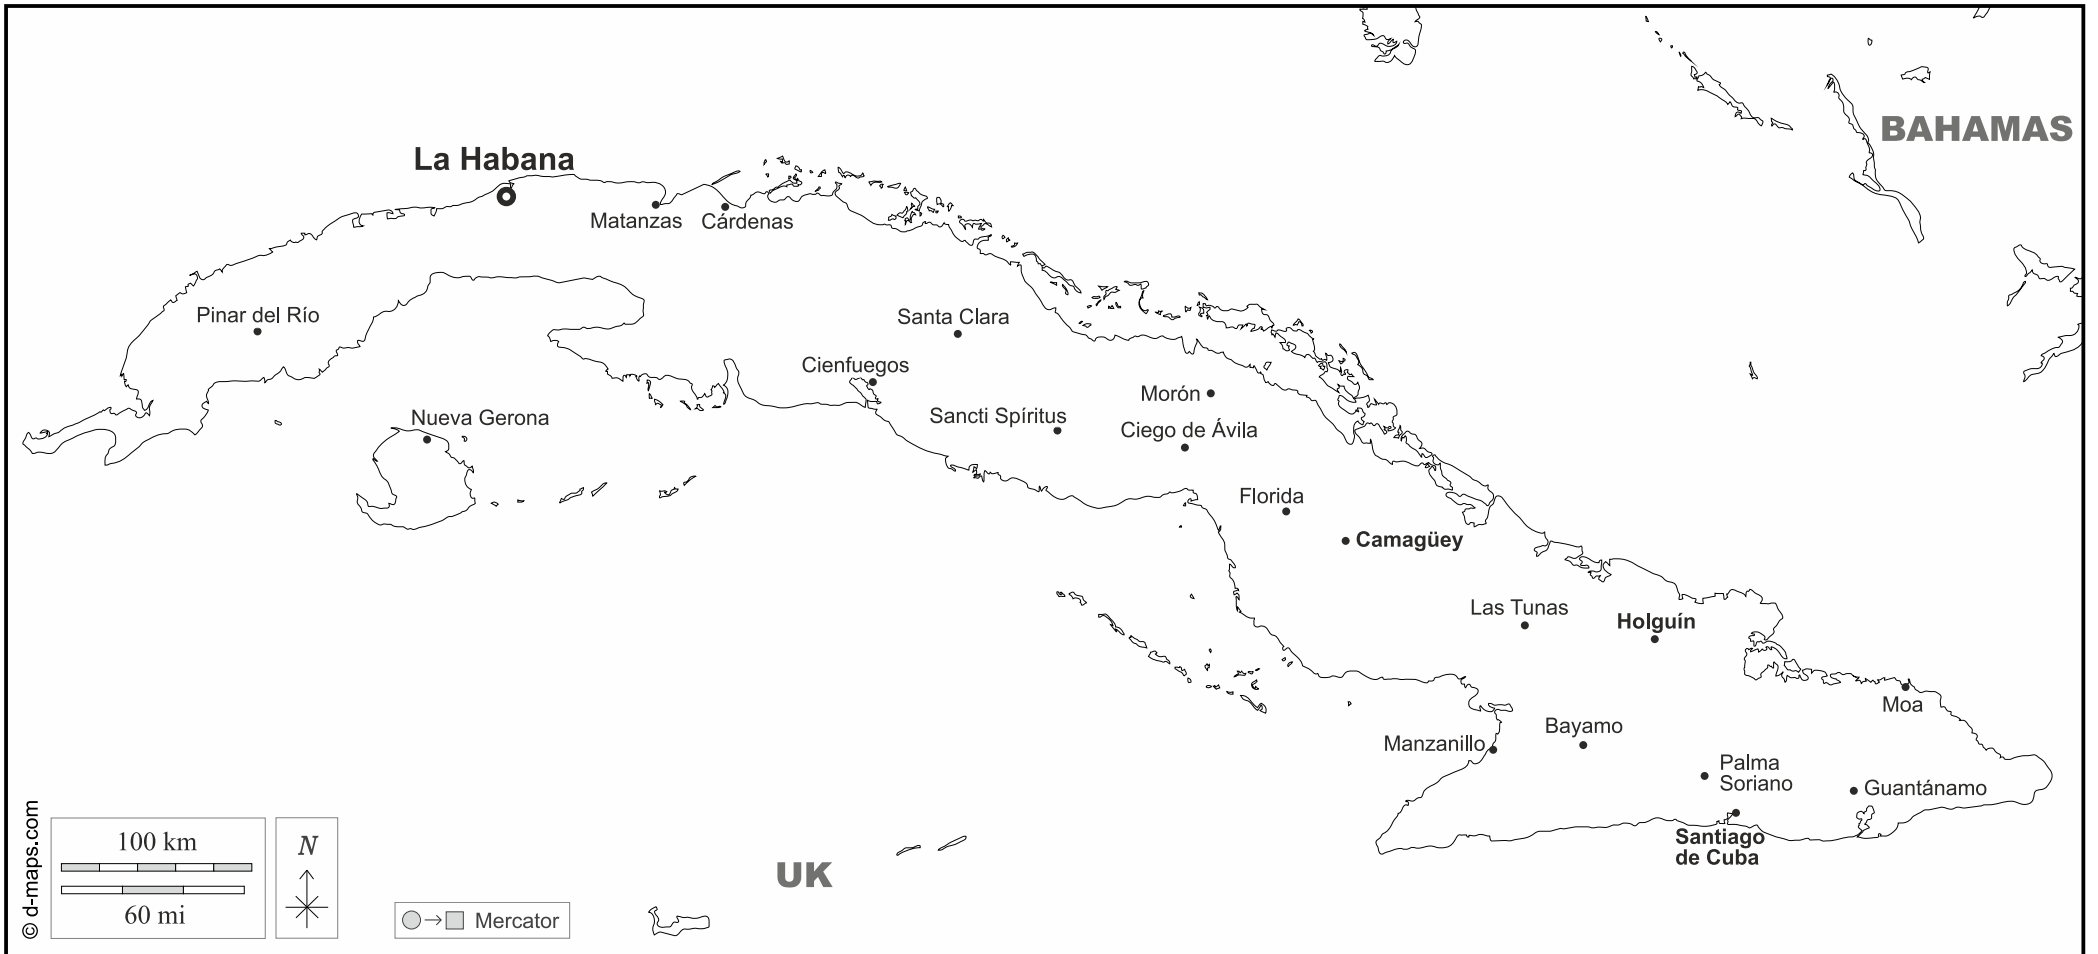 BAHAMAS
La Habana
Matanzas
Cárdenas
Pinar del Río
Santa Clara
Cienfuegos
Morón
Nueva Gerona
Sancti Spíritus
Ciego de Ávila
Florida
Camagüey
Las Tunas
Holguín
Moa
Bayamo
Manzanillo
Palma
Soriano
Guantánamo
Santiago
de Cuba
UK
© d-maps.com
100 km
60 mi
N
Mercator